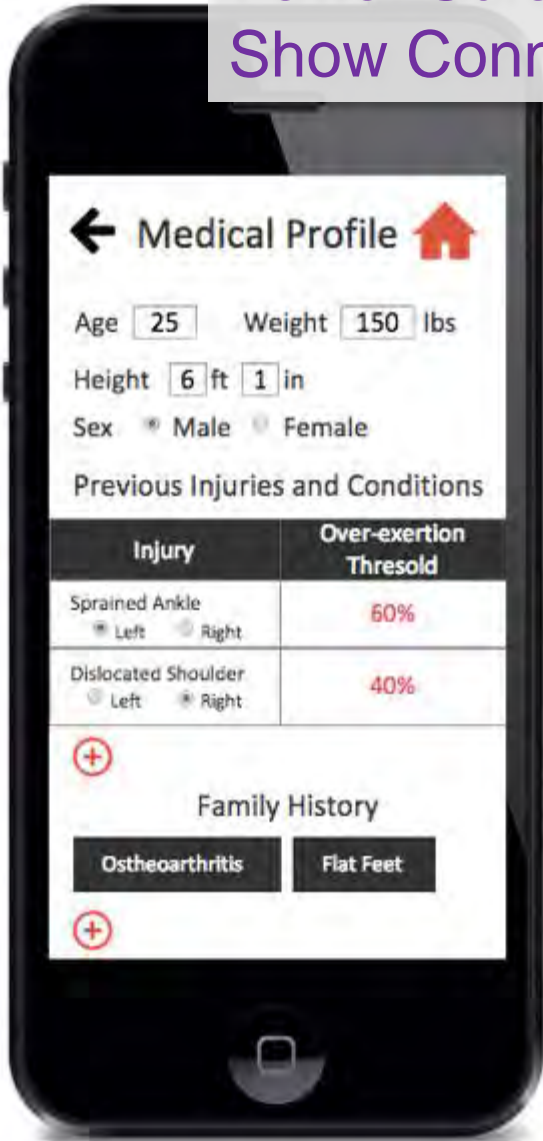 Show Conn
Medical Profile
Age 25 Weight 150 lbs
Height 6 ft 1 in
Sex Male Female
Previous Injuries and Conditions
Injury Over-exertion Thresold
Sprained Ankle 60%
Left Right
Dislocated Shoulder 40%
Left Right
Family History
Ostheoarthritis Flat Feet